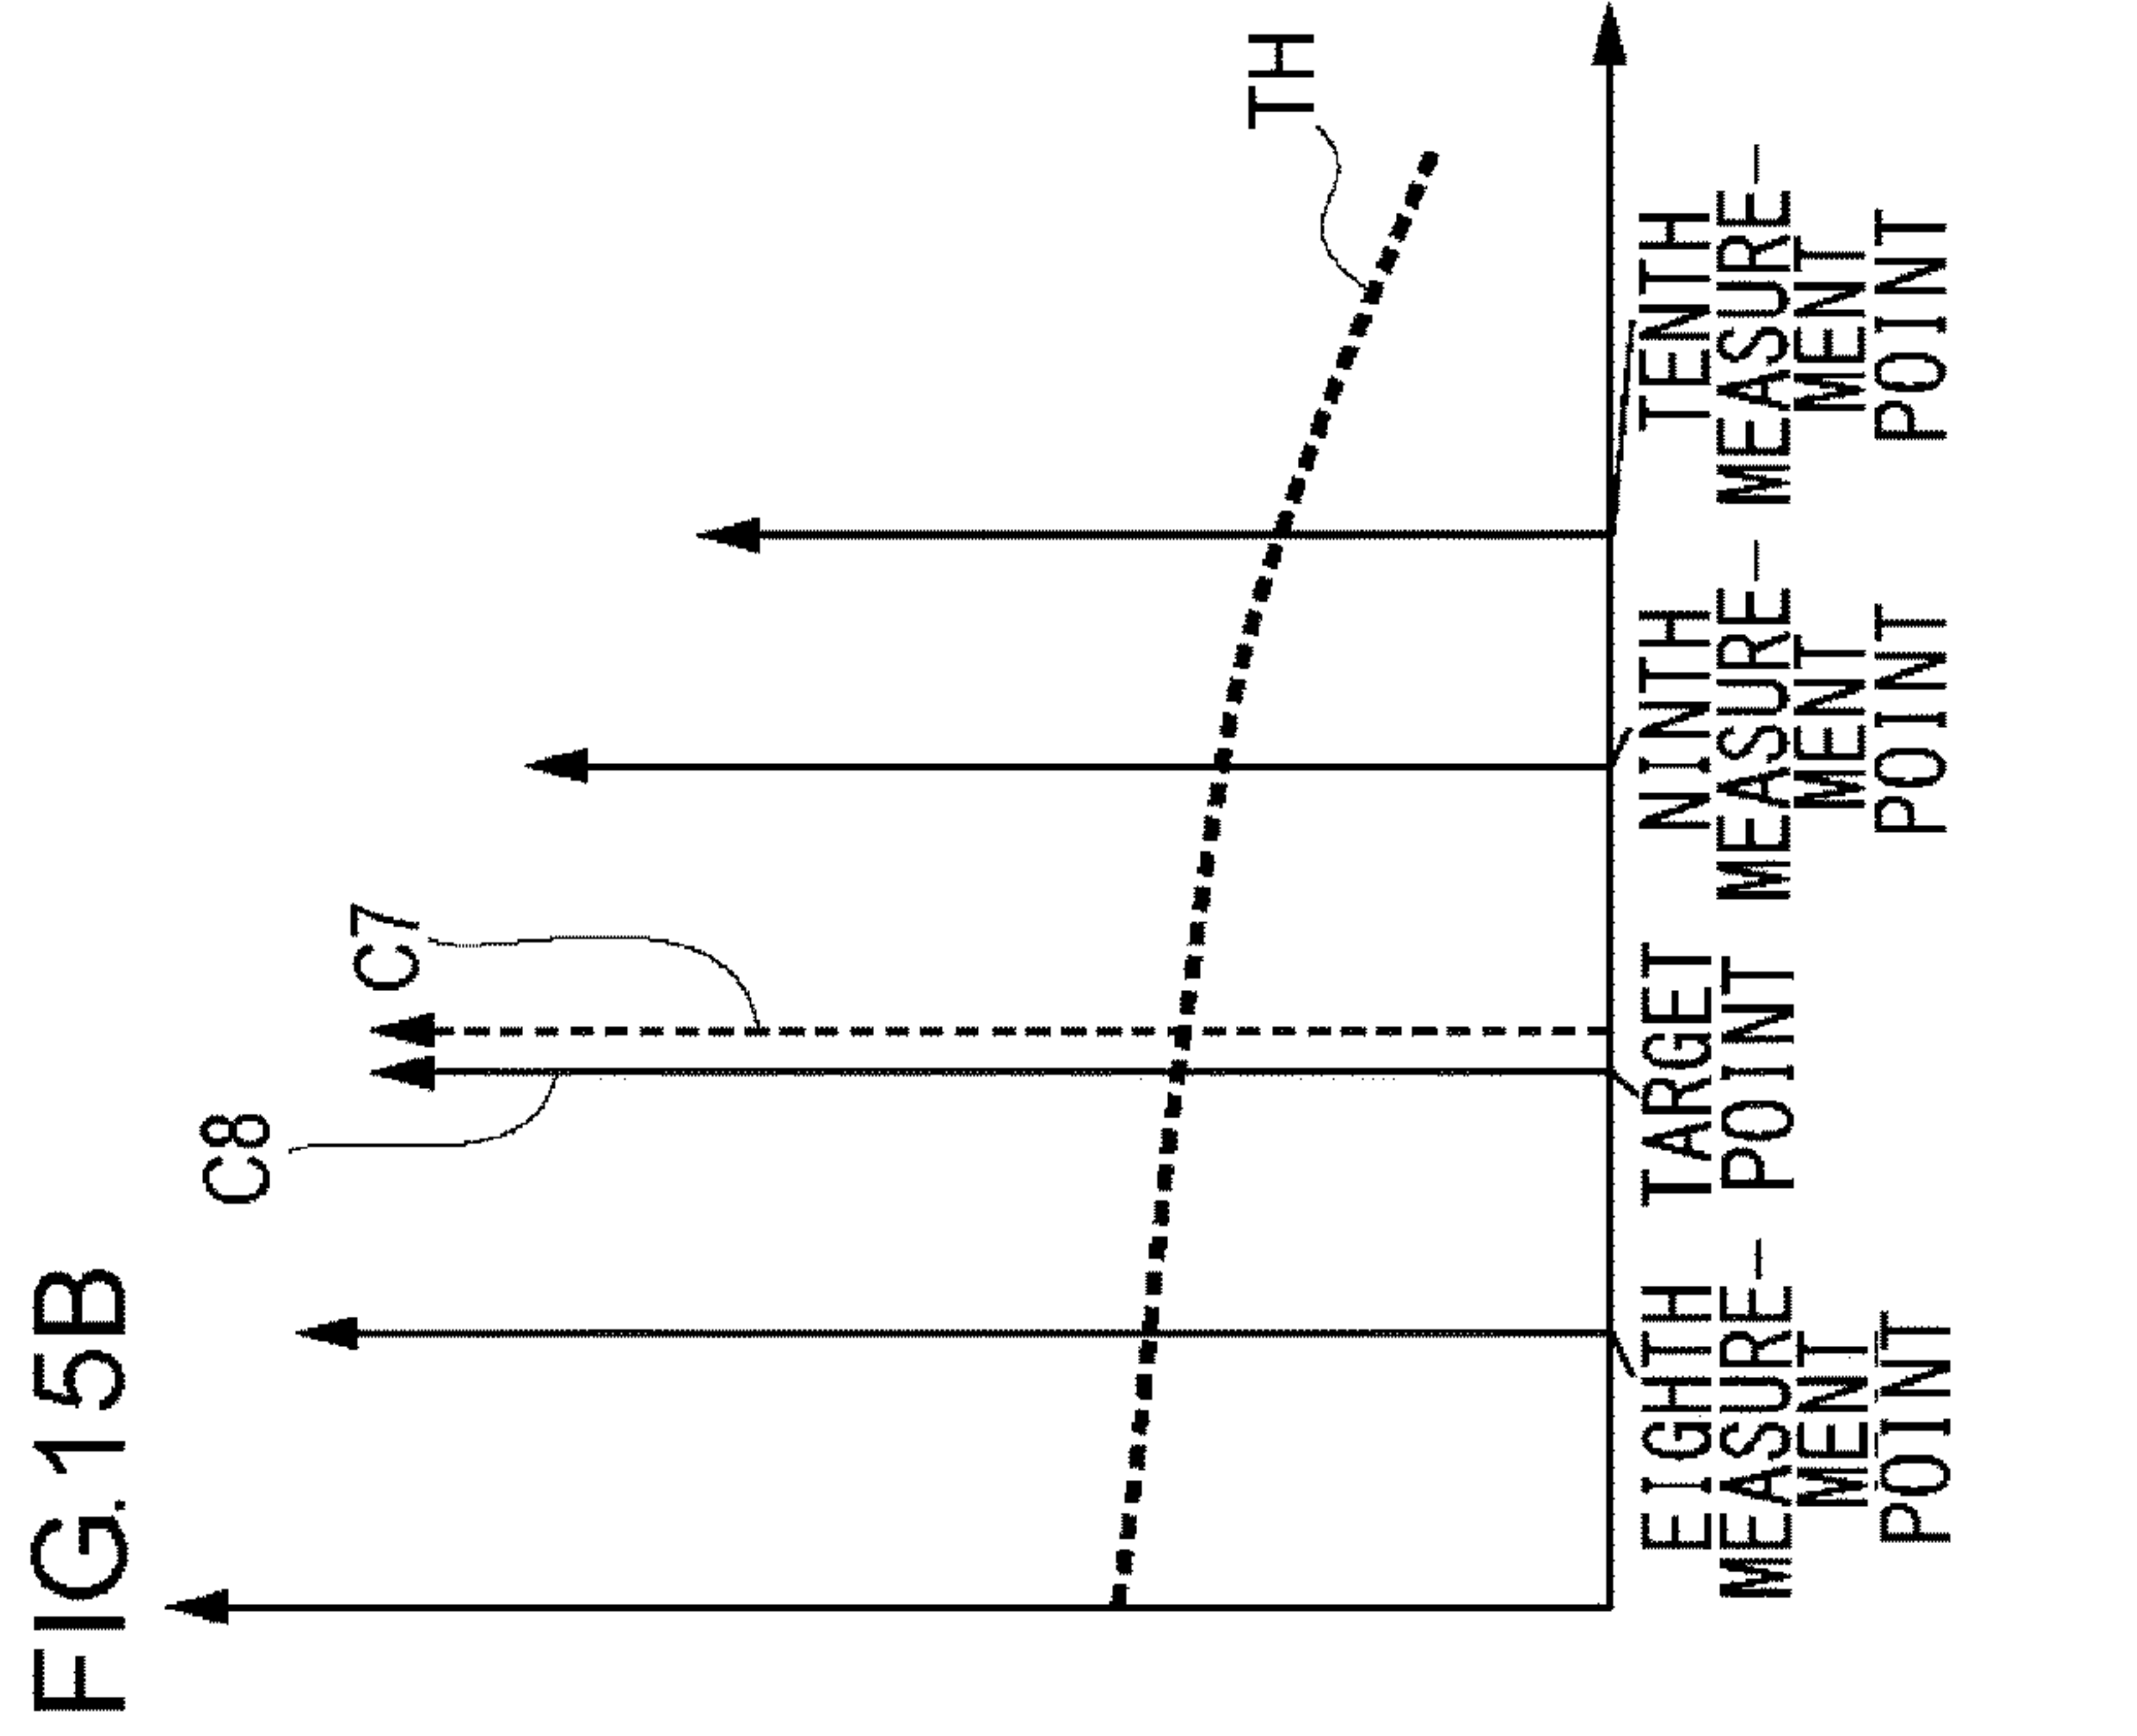 FIG. 15B
C8
C7
TH
EIGHTH
MEASURE-
MENT
POINT
TARGET
POINT
NINTH
MEASURE-
MENT
POINT
TENTH
MEASURE-
MENT
POINT